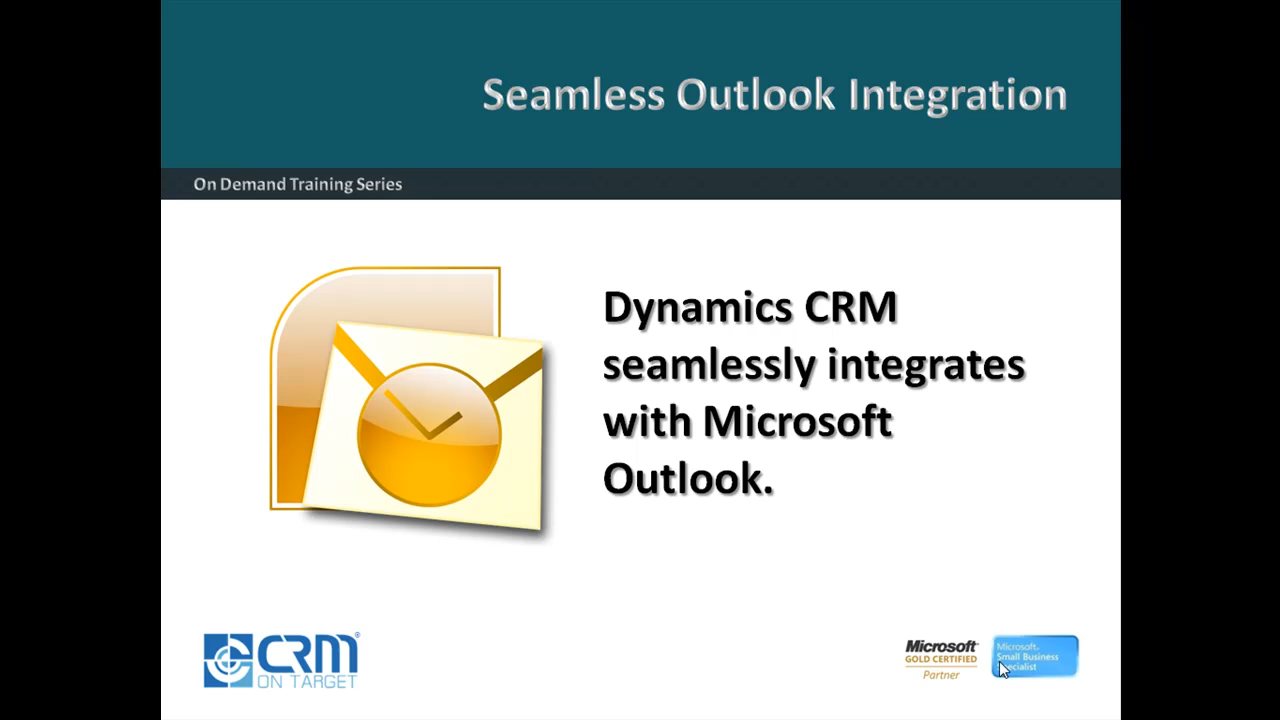 Seamless Outlook Integration
On Demand Training Series
Dynamics CRM
seamlessly integrates
with Microsoft
Outlook.
CRM®
ON TARGET
Microsoft
GOLD CERTIFIED
Partner
Microsoft
Small Business
Specialist